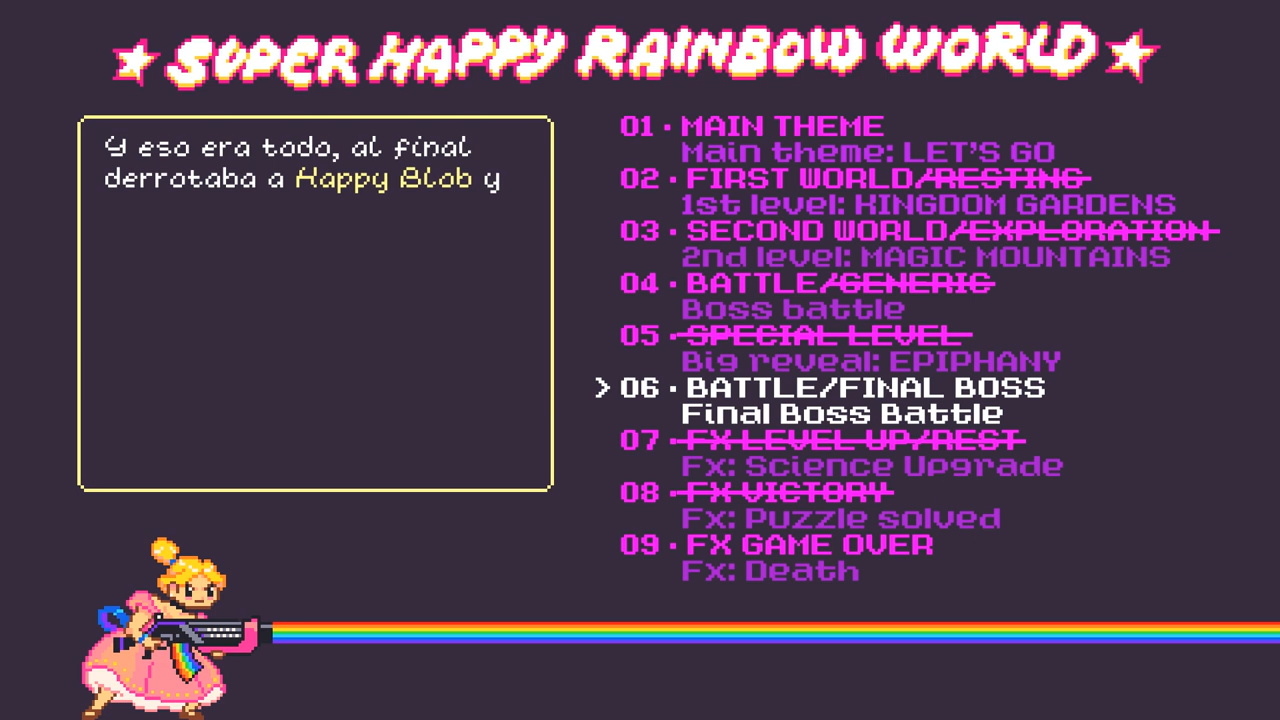 SUPER HAPPY RAINBOW WORLD
Y eso era todo, al final
derrotaba a Happy Blob y
01 · MAIN THEME
Main theme: LET'S GO
02 · FIRST WORLD/RESTING
1st level: KINGDOM GARDENS
03 · SECOND WORLD/EXPLORATION
2nd level: MAGIC MOUNTAINS
04 · BATTLE/GENERIC
Boss battle
05 · SPECIAL LEVEL
Big reveal: EPIPHANY
> 06 · BATTLE/FINAL BOSS
Final Boss Battle
07 · FX LEVEL UP/REST
Fx: Science Upgrade
08 · FX VICTORY
Fx: Puzzle solved
09 · FX GAME OVER
Fx: Death